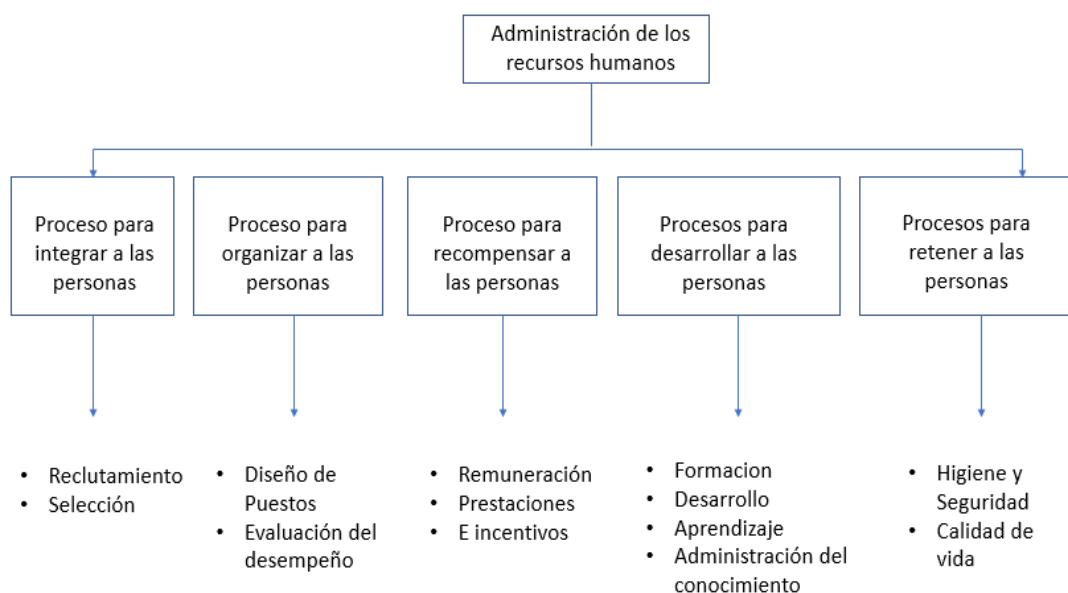 Administración de los
recursos humanos
Proceso para
integrar a las
personas
Proceso para
organizar a las
personas
Proceso para
recompensar a
las personas
Procesos para
desarrollar a las
personas
Procesos para
retener a las
personas
• Reclutamiento
• Selección
• Diseño de
Puestos
• Evaluación del
desempeño
• Remuneración
• Prestaciones
• E incentivos
• Formacion
• Desarrollo
• Aprendizaje
• Administración del
conocimiento
• Higiene y
Seguridad
• Calidad de
vida